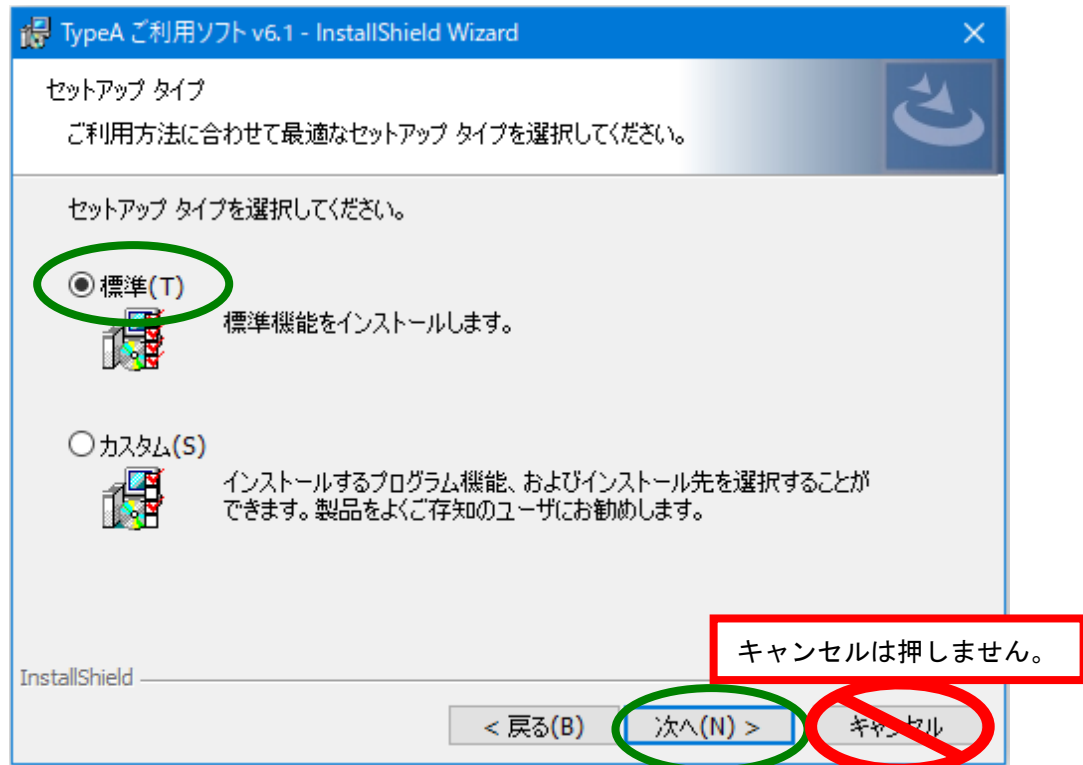 TypeA ご利用ソフト v6.1 - InstallShield Wizard
セットアップ タイプ
ご利用方法に合わせて最適なセットアップ タイプを選択してください。
セットアップ タイプを選択してください。
標準(T)
標準機能をインストールします。
カスタム(S)
インストールするプログラム機能、およびインストール先を選択することが
できます。製品をよくご存知のユーザにお勧めします。
キャンセルは押しません。
InstallShield
< 戻る(B)
次へ(N) >
キャンセル